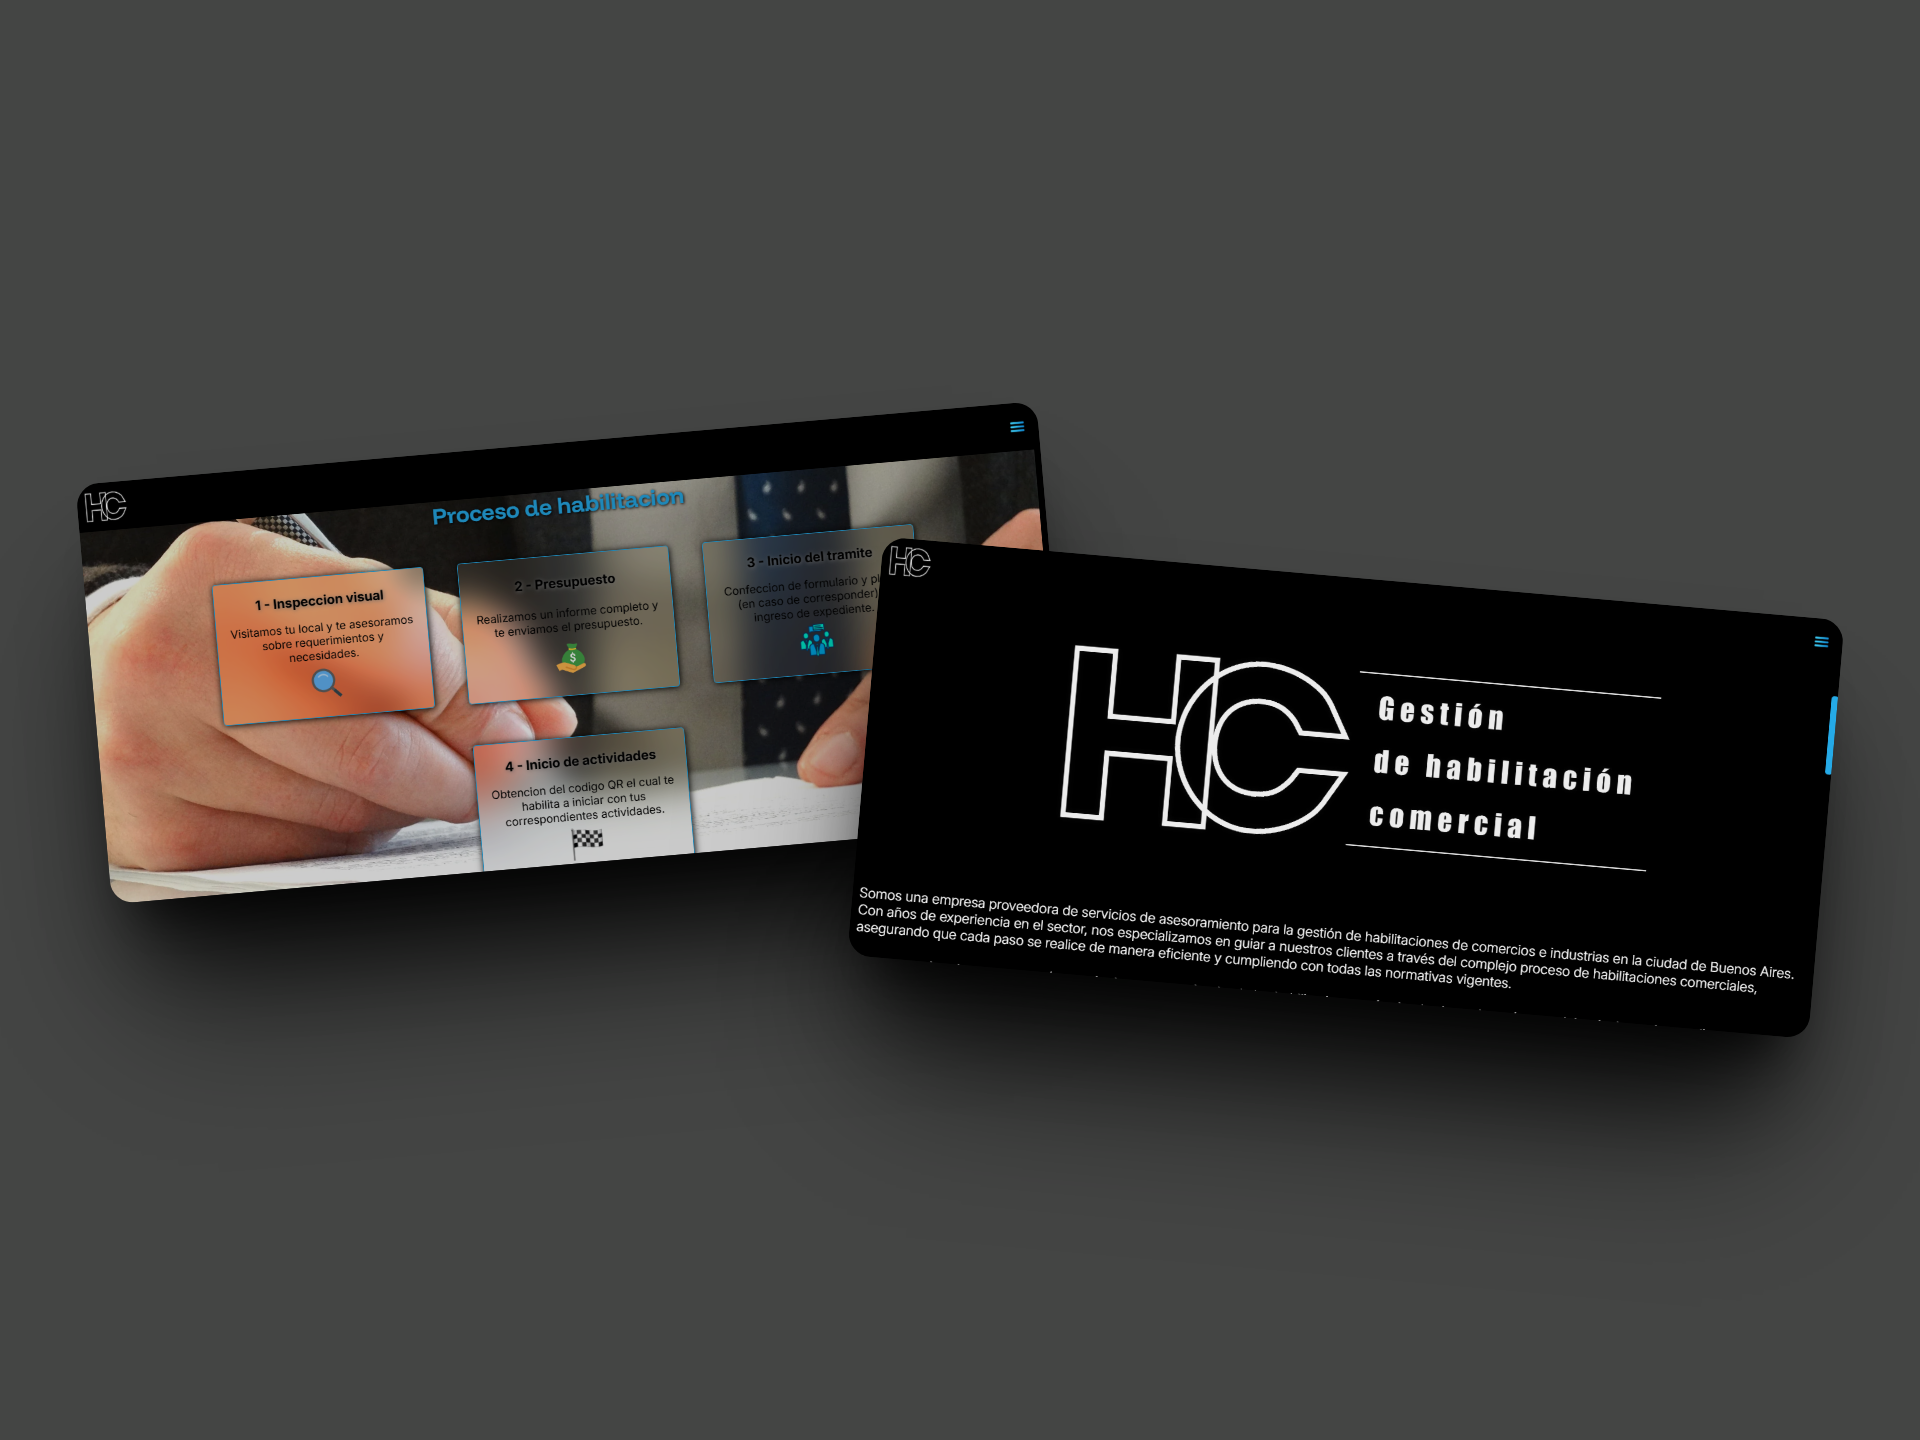 HC
Proceso de habilitacion
1 - Inspeccion visual
Visitamos tu local y te asesoramos
sobre requerimientos y
necesidades.
2 - Presupuesto
Realizamos un informe completo y
te enviamos el presupuesto.
$
3 - Inicio del tramite
Confeccion de formulario y
(en caso de corresponder)
ingreso de expediente.
4 - Inicio de actividades
Obtencion del codigo QR el cual te
habilita a iniciar con tus
correspondientes actividades.
HC
HC
Gestión
de habilitación
comercial
Somos una empresa proveedora de servicios de asesoramiento para la gestión de habilitaciones de comercios e industrias en la ciudad de Buenos Aires.
Con años de experiencia en el sector, nos especializamos en guiar a nuestros clientes a través del complejo proceso de habilitaciones comerciales,
asegurando que cada paso se realice de manera eficiente y cumpliendo con todas las normativas vigentes.